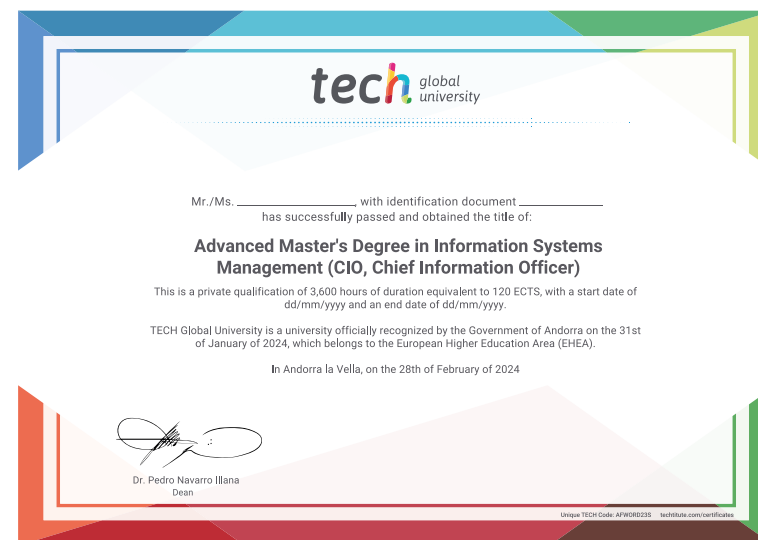 tech global
university
Mr./Ms. ____________, with identification document ____________
has successfully passed and obtained the title of:
Advanced Master's Degree in Information Systems
Management (CIO, Chief Information Officer)
This is a private qualification of 3,600 hours of duration equivalent to 120 ECTS, with a start date of
dd/mm/yyyy and an end date of dd/mm/yyyy.
TECH Global University is a university officially recognized by the Government of Andorra on the 31st
of January of 2024, which belongs to the European Higher Education Area (EHEA).
In Andorra la Vella, on the 28th of February of 2024
Dr. Pedro Navarro Illana
Dean
Unique TECH Code: AFWORD23S techtitute.com/certificates